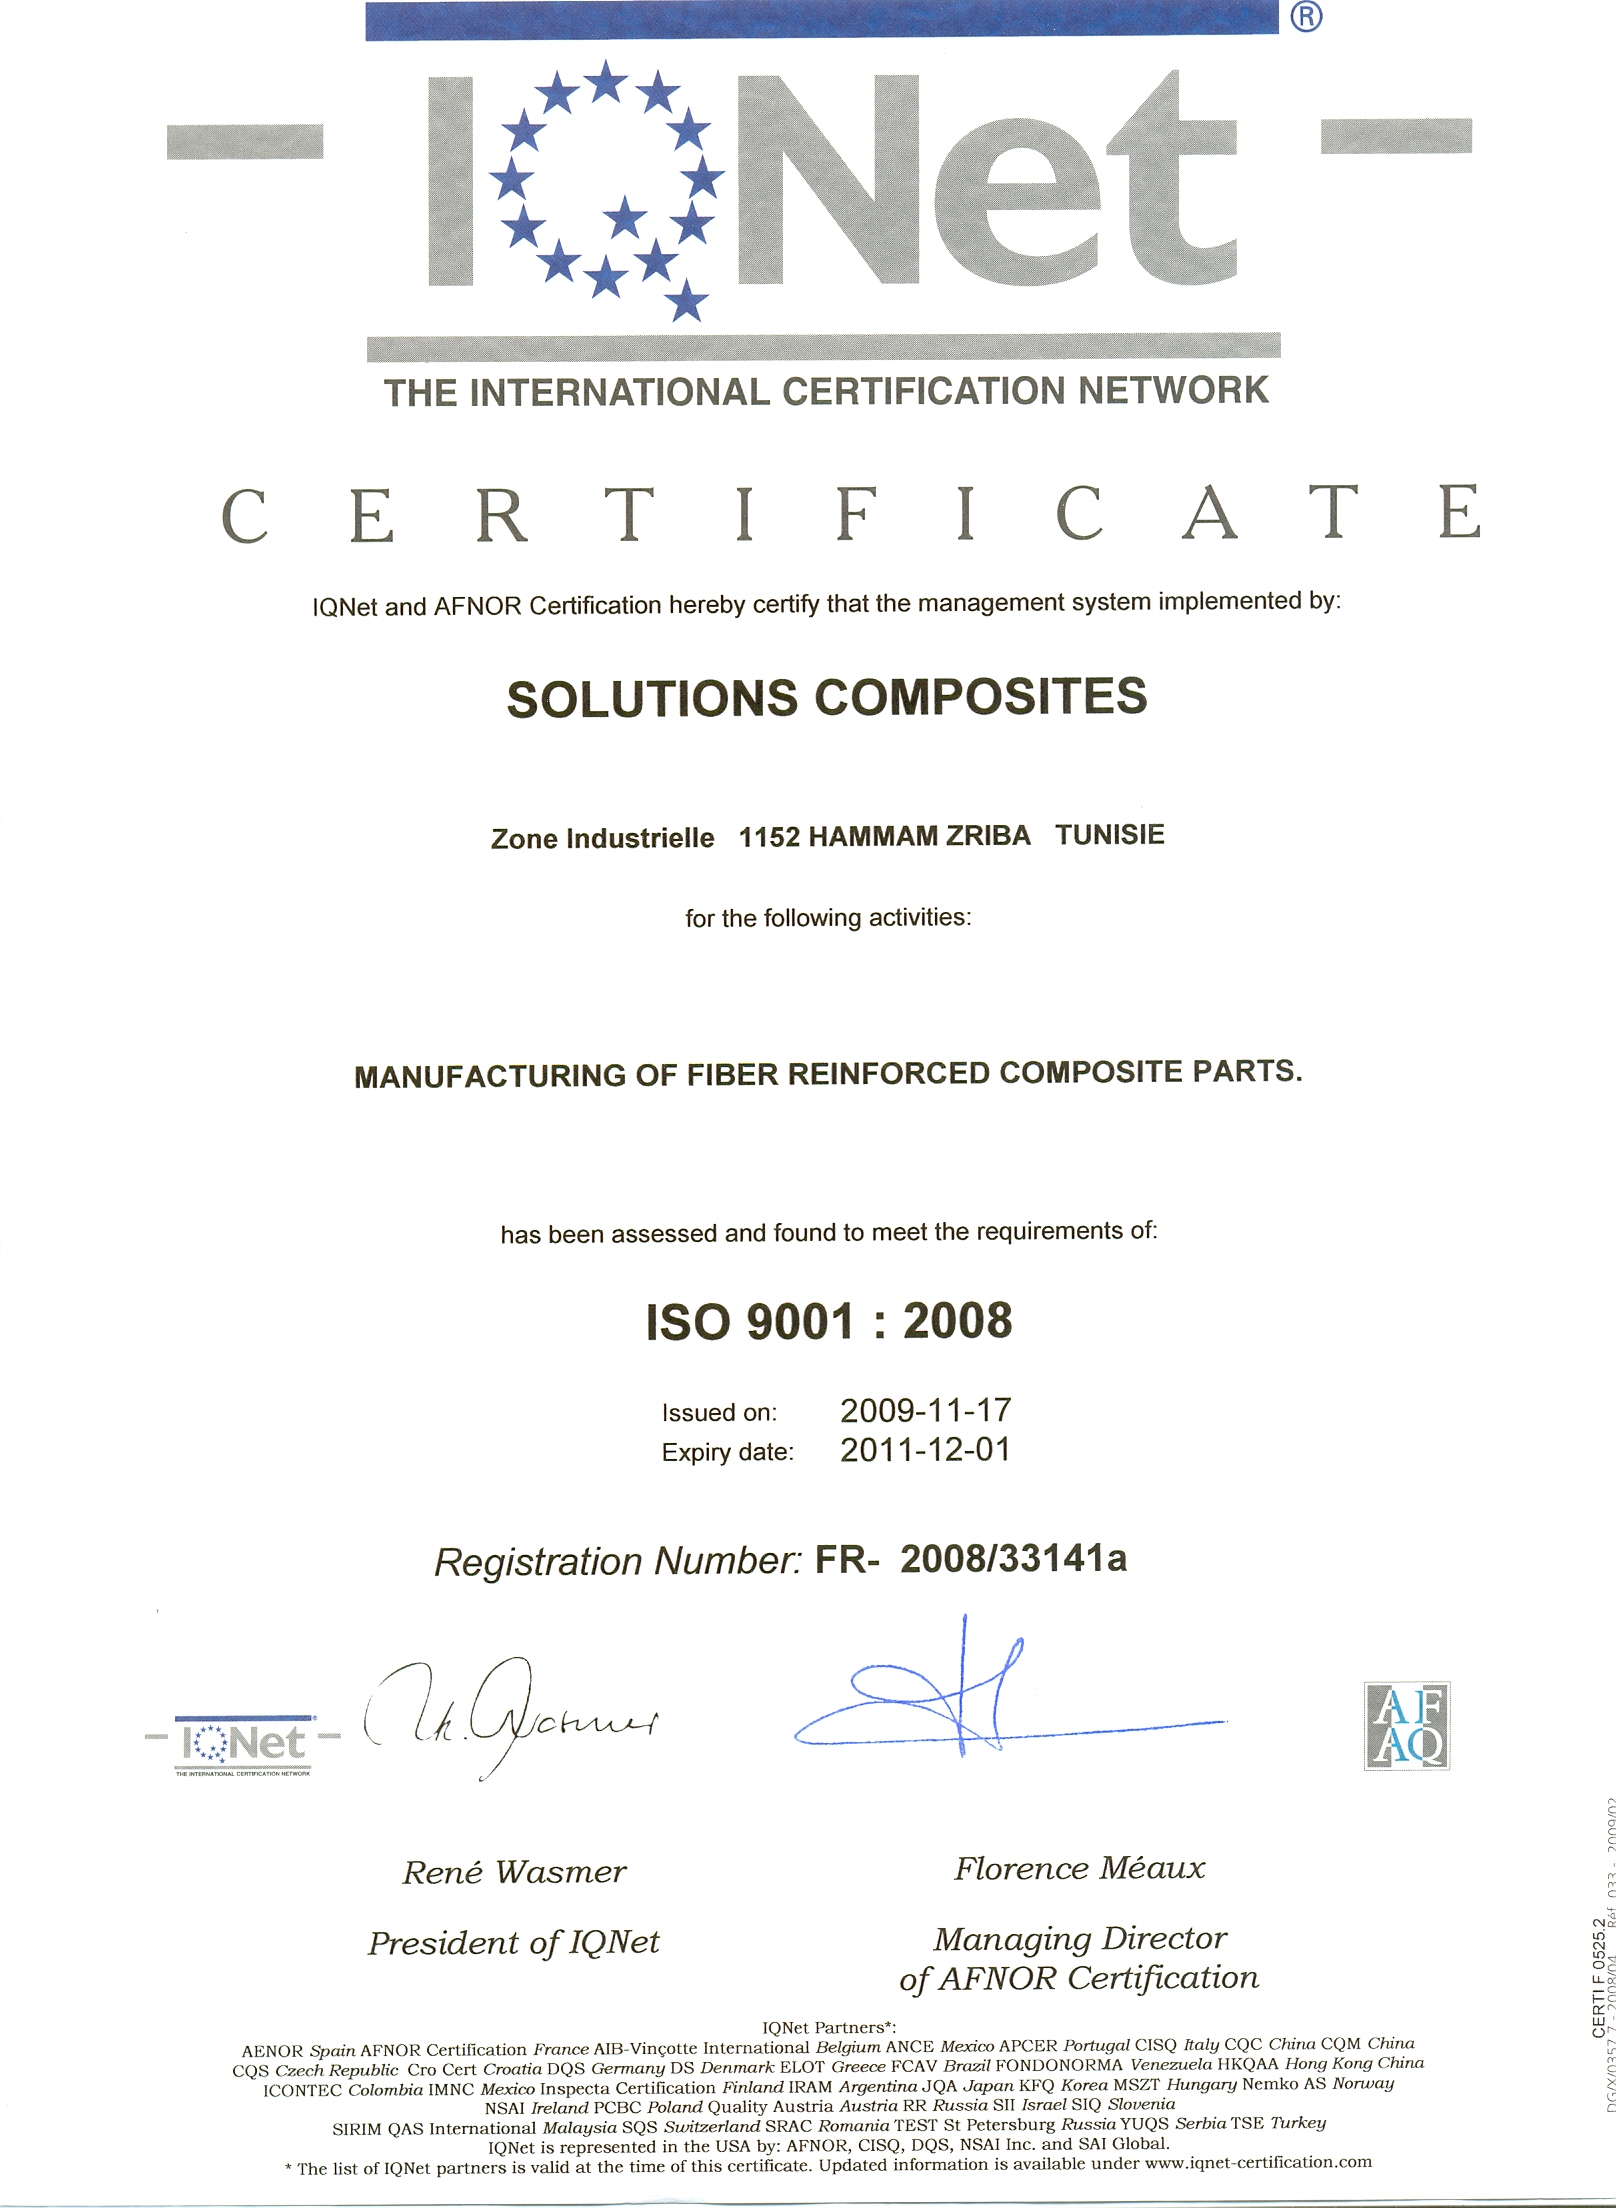 ®
IQNet
THE INTERNATIONAL CERTIFICATION NETWORK
CERTIFICATE
IQNet and AFNOR Certification hereby certify that the management system implemented by:
SOLUTIONS COMPOSITES
Zone Industrielle 1152 HAMMAM ZRIBA TUNISIE
for the following activities:
MANUFACTURING OF FIBER REINFORCED COMPOSITE PARTS.
has been assessed and found to meet the requirements of:
ISO 9001 : 2008
Issued on: 2009-11-17
Expiry date: 2011-12-01
Registration Number: FR- 2008/33141a
IQNet
THE INTERNATIONAL CERTIFICATION NETWORK
AF
AQ
René Wasmer
Florence Méaux
President of IQNet
Managing Director
of AFNOR Certification
IQNet Partners*:
AENOR Spain AFNOR Certification France AIB-Vinçotte International Belgium ANCE Mexico APCER Portugal CISQ Italy CQC China CQM China
CQS Czech Republic Cro Cert Croatia DQS Germany DS Denmark ELOT Greece FCAV Brazil FONDONORMA Venezuela HKQAA Hong Kong China
ICONTEC Colombia IMNC Mexico Inspecta Certification Finland IRAM Argentina JQA Japan KFQ Korea MSZT Hungary Nemko AS Norway
NSAI Ireland PCBC Poland Quality Austria Austria RR Russia SII Israel SIQ Slovenia
SIRIM QAS International Malaysia SQS Switzerland SRAC Romania TEST St Petersburg Russia YUQS Serbia TSE Turkey
IQNet is represented in the USA by: AFNOR, CISQ, DQS, NSAI Inc. and SAI Global.
* The list of IQNet partners is valid at the time of this certificate. Updated information is available under www.iqnet-certification.com
CERTI F 0525.2